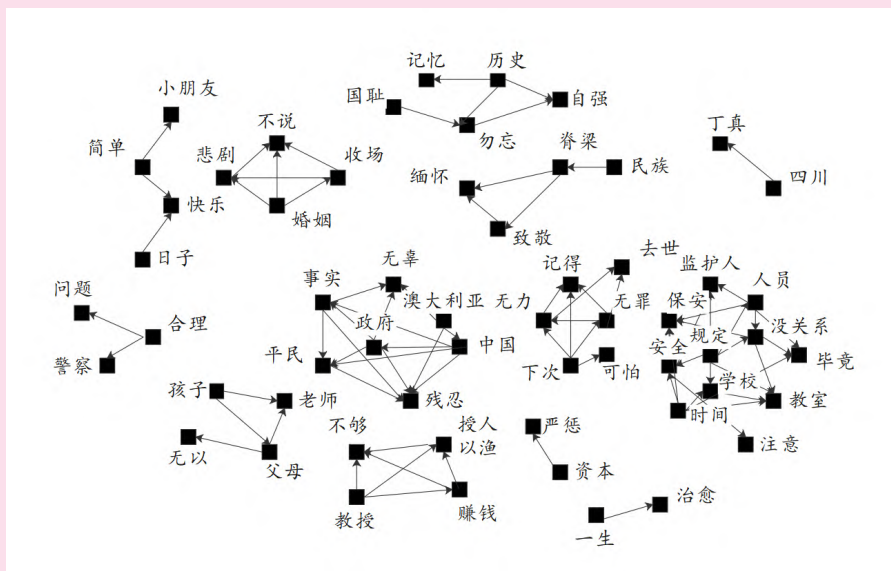 记忆
历史
小朋友
国耻
自强
不说
勿忘
丁真
简单
悲剧
收场
脊梁
缅怀
民族
四川
快乐
婚姻
致敬
日子
无辜
记得
去世
监护人
事实
问题
澳大利亚
无力
无罪
保安
人员
合理
政府
规定
没关系
平民
中国
安全
毕竟
警察
下次
可怕
学校
孩子
老师
残忍
教室
时间
不够
授人
以渔
严惩
注意
无以
父母
资本
教授
赚钱
治愈
一生